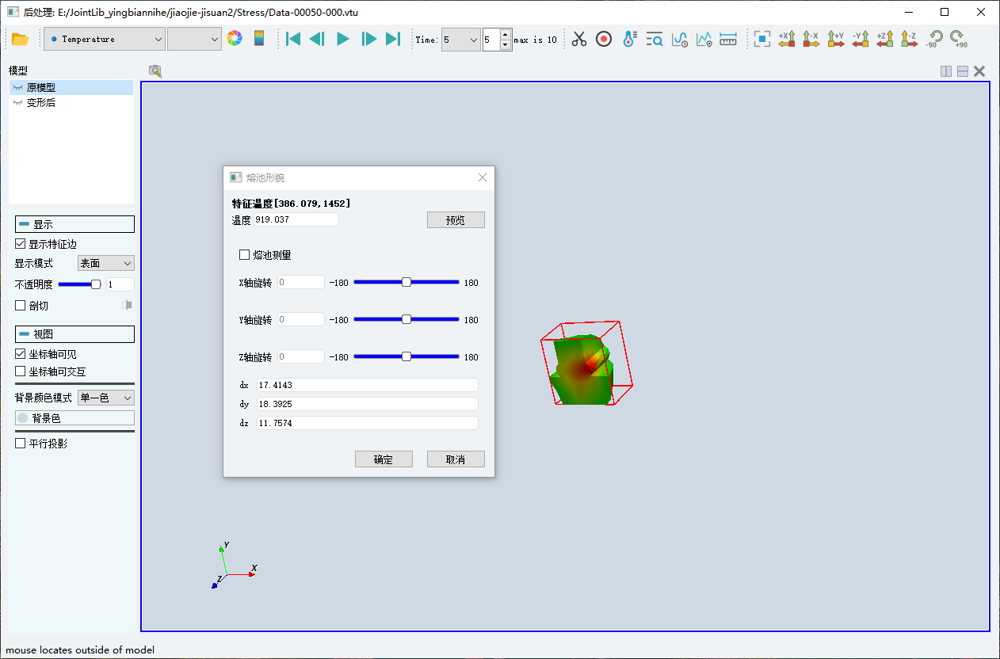 后处理: E:/JointLib_yingbiannihe/jiaojie-jisuan2/Stress/Data-00050-000.vtu
Temperature
Time: 5 5 max is 10
+X -X +Y -Y +Z -Z -90 +90
模型
原模型
变形后
显示
显示特征边
显示模式 表面
不透明度 1
剖切
视图
坐标轴可见
坐标轴可交互
背景颜色模式 单一色
背景色
平行投影
熔池形貌
特征温度[386.079,1452]
温度 919.037 预览
熔池测量
X轴旋转 0 -180 180
Y轴旋转 0 -180 180
Z轴旋转 0 -180 180
dx 17.4143
dy 18.3925
dz 11.7574
确定 取消
Y
X
Z
mouse locates outside of model